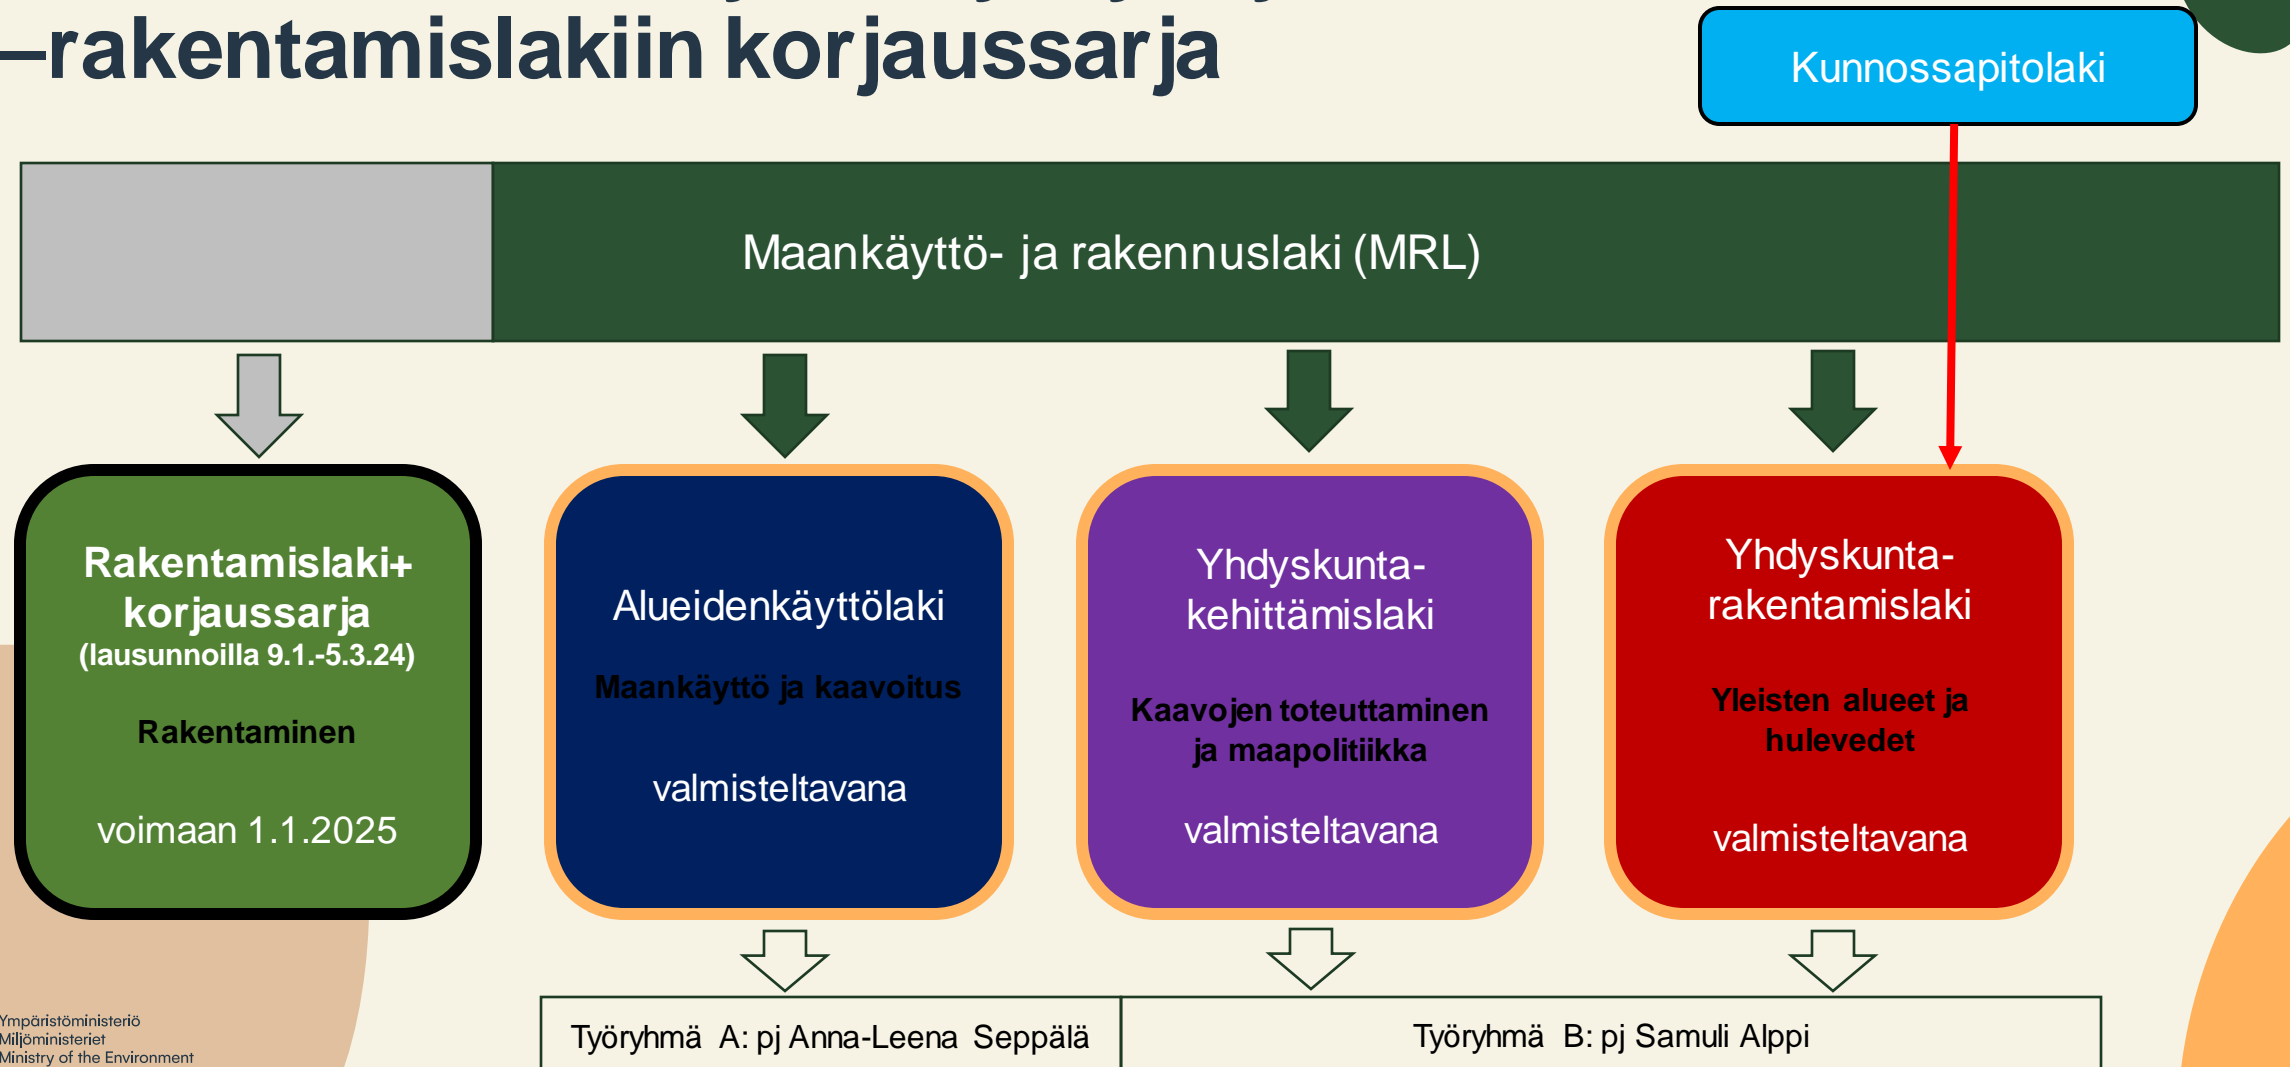 –rakentamislakiin korjaussarja
Kunnossapitolaki
Maankäyttö- ja rakennuslaki (MRL)
Rakentamislaki+
korjaussarja
(lausunnoilla 9.1.-5.3.24)
Rakentaminen
voimaan 1.1.2025
Alueidenkäyttölaki
Maankäyttö ja kaavoitus
valmisteltavana
Yhdyskunta-
kehittämislaki
Kaavojen toteuttaminen
ja maapolitiikka
valmisteltavana
Yhdyskunta-
rakentamislaki
Yleisten alueet ja
hulevedet
valmisteltavana
Työryhmä A: pj Anna-Leena Seppälä
Työryhmä B: pj Samuli Alppi
Ympäristöministeriö
Miljöministeriet
Ministry of the Environment